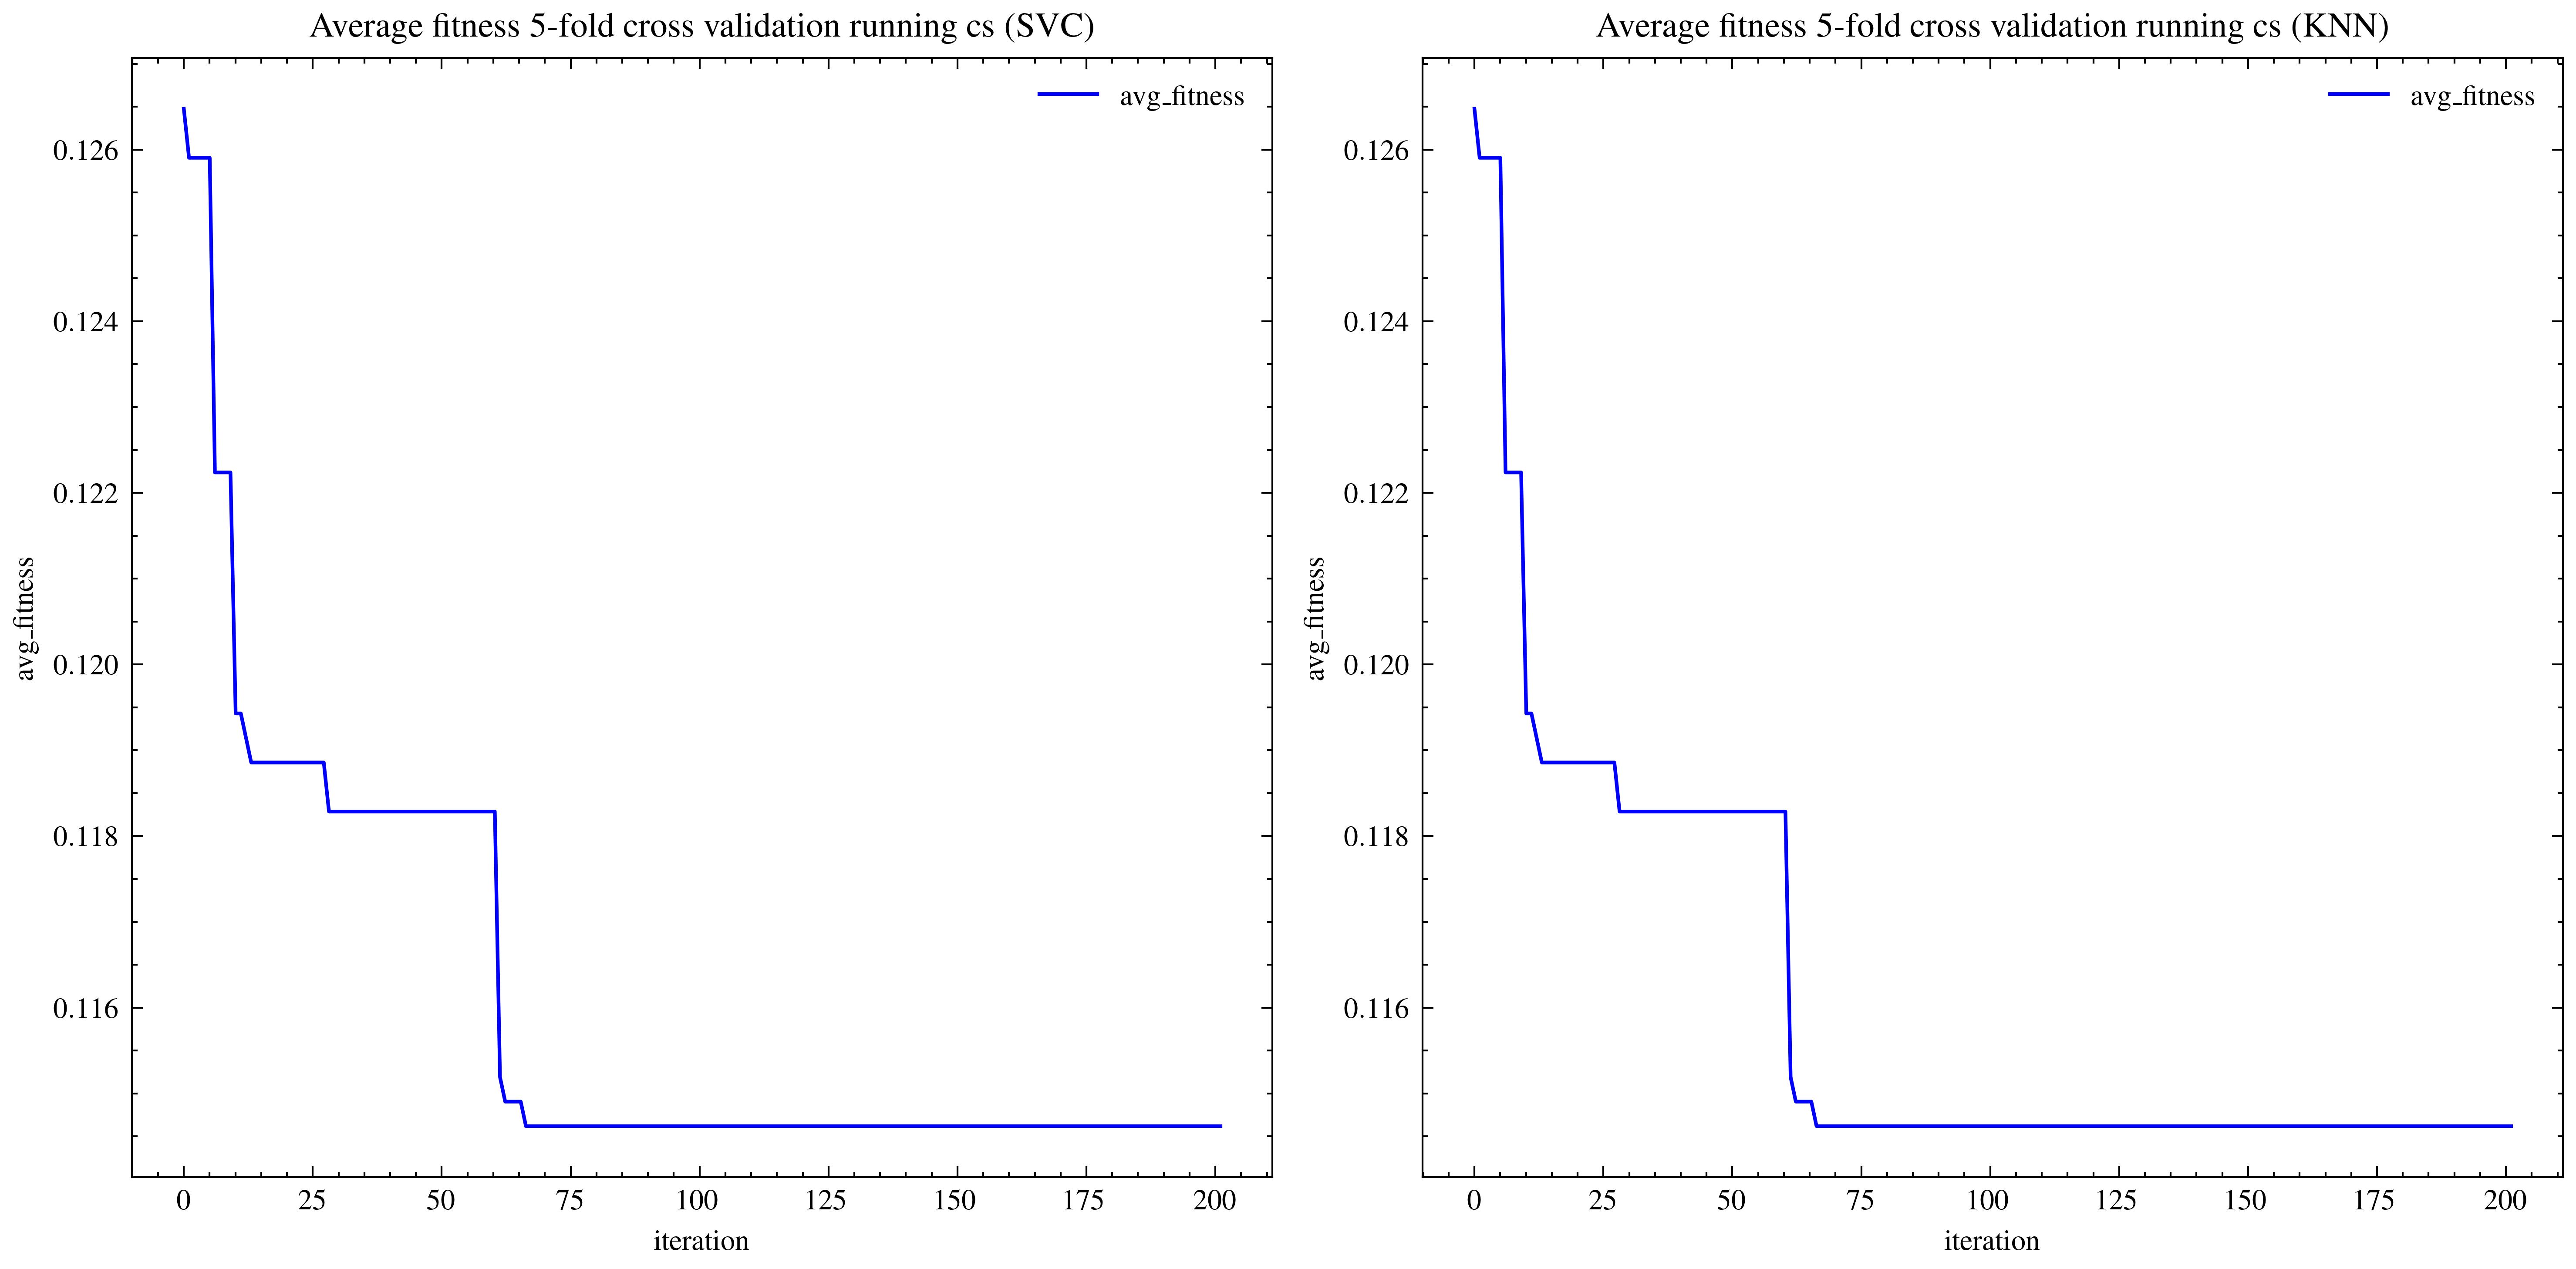 Average fitness 5-fold cross validation running cs (SVC)
avg_fitness
0.126
0.124
0.122
0.120
0.118
0.116
avg_fitness
0 25 50 75 100 125 150 175 200
iteration
Average fitness 5-fold cross validation running cs (KNN)
avg_fitness
0.126
0.124
0.122
0.120
0.118
0.116
avg_fitness
0 25 50 75 100 125 150 175 200
iteration